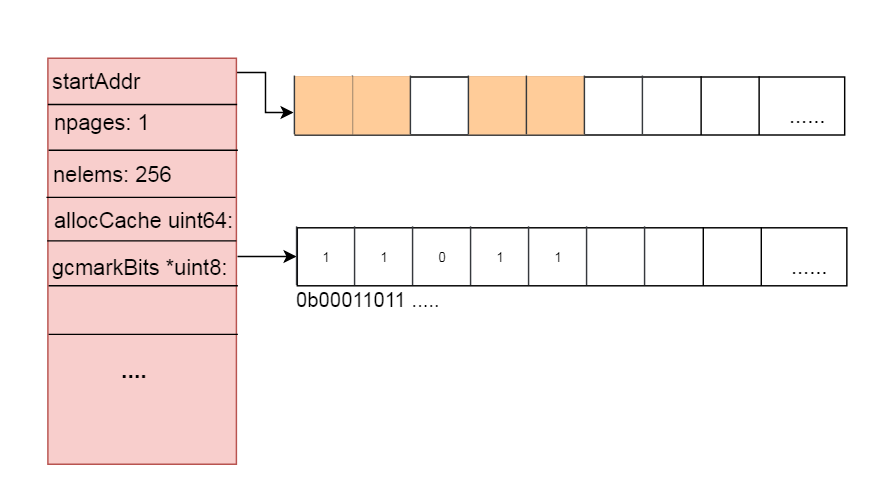 startAddr
npages: 1
......
nelems: 256
allocCache uint64:
gcmarkBits *uint8:
1 1 0 1 1
......
0b00011011 .....
....